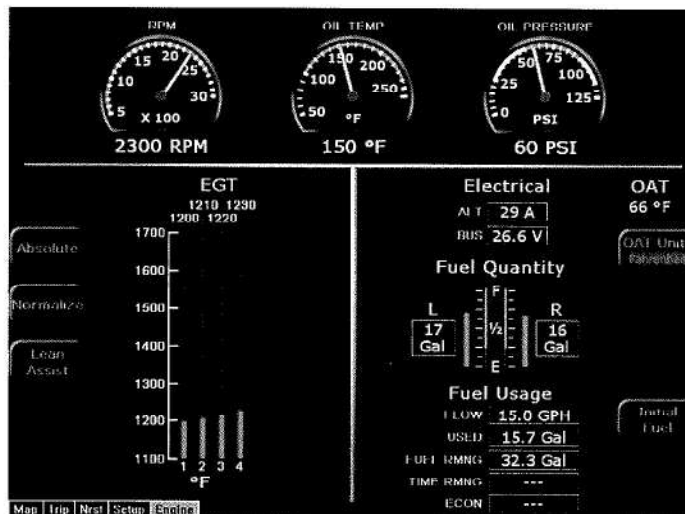 RPM OIL TEMP OIL PRESSURE
5 10 15 20 25 30
X 100
50 100 150 200 250
°F
0 25 50 75 100 125
PSI
2300 RPM 150 °F 60 PSI
EGT
1210 1230
1200 1220
1700
1600
1500
1400
1300
1200
1100
1 2 3 4
°F
Absolute
Normalize
Lean
Assist
Electrical
ALT 29 A
BUS 26.6 V
OAT
66 °F
OAT Unit
Fahrenheit
Fuel Quantity
L F R
17 ½ 16
Gal Gal
E
Fuel Usage
FLOW 15.0 GPH
USED 15.7 Gal
FUEL RMNG 32.3 Gal
TIME RMNG ---
ECON ---
Initial
Fuel
Map Trip Nrst Setup Engine